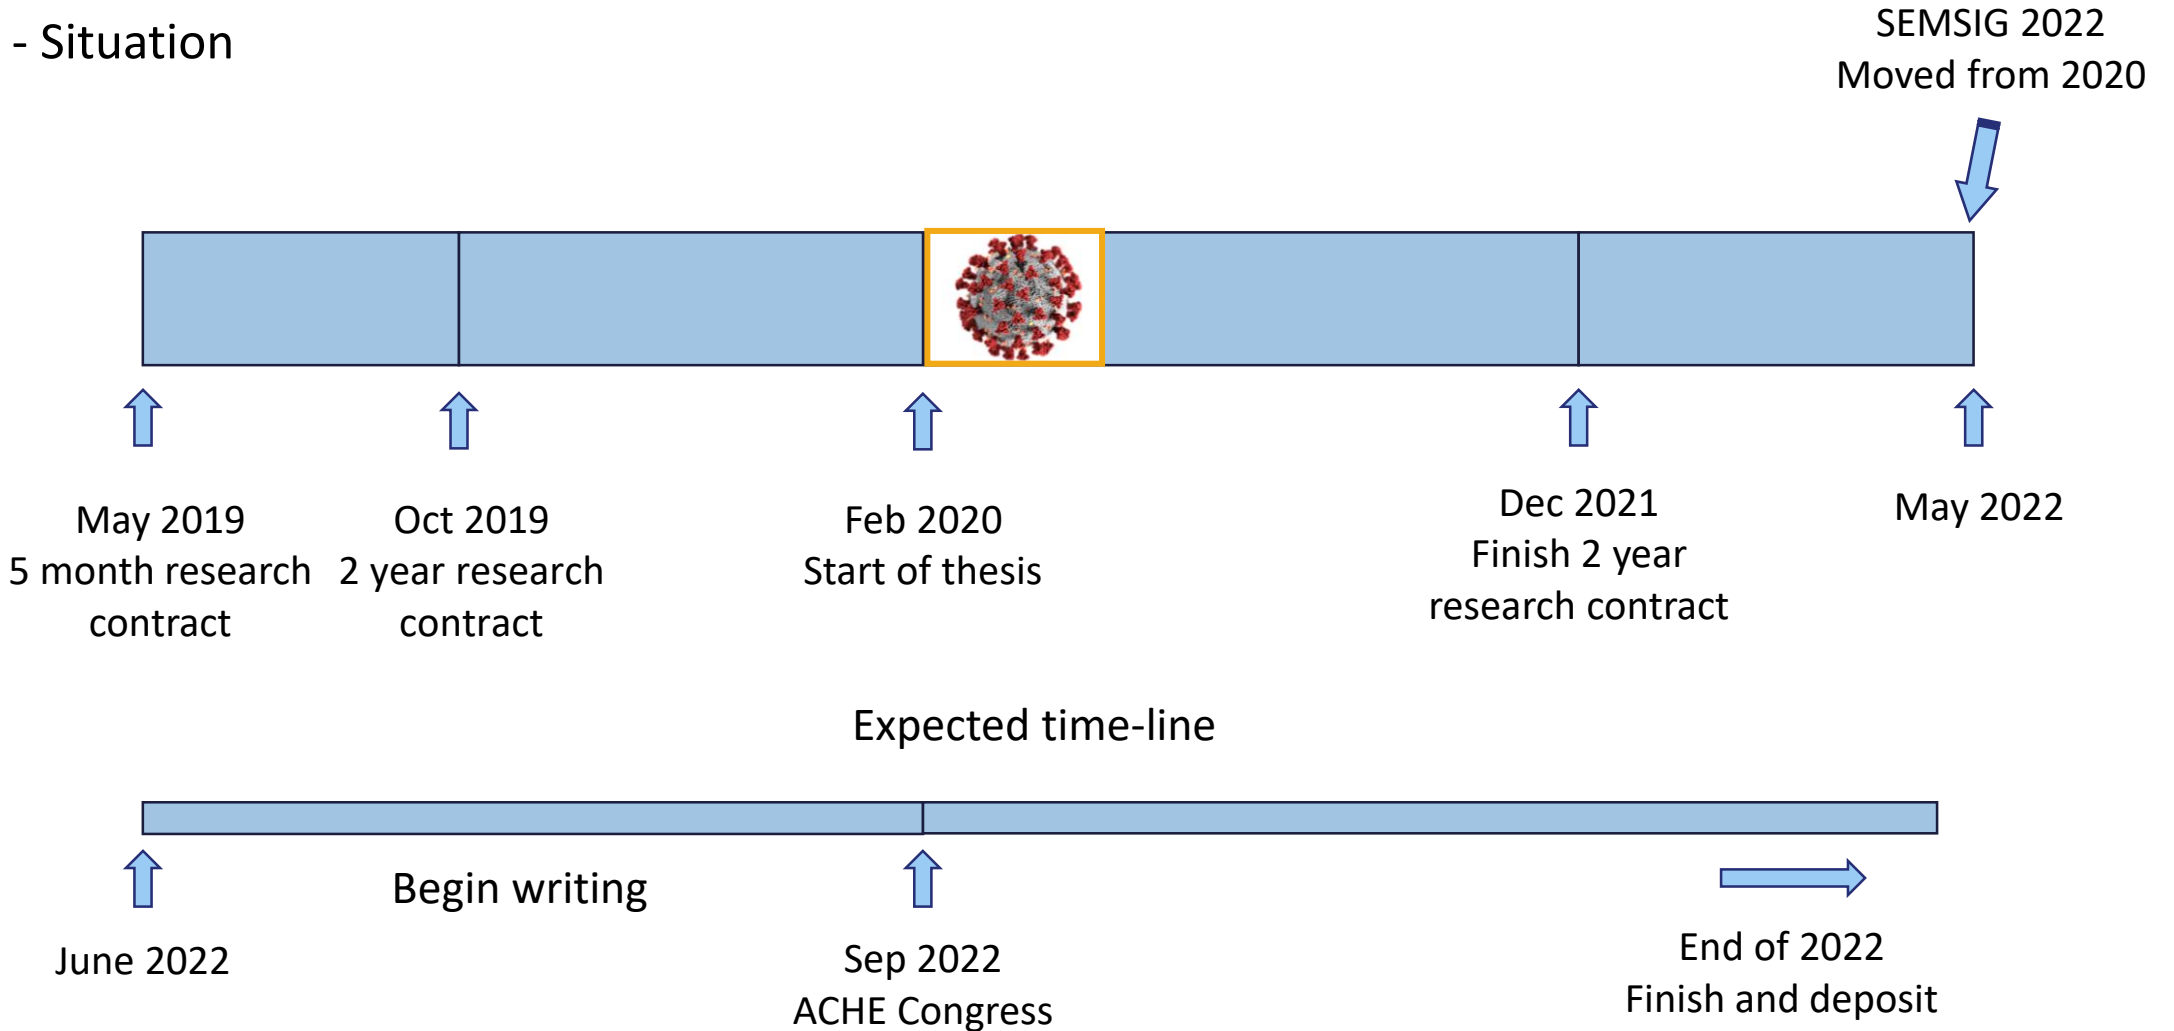 - Situation
SEMSIG 2022
Moved from 2020
May 2019
5 month research
contract
Oct 2019
2 year research
contract
Feb 2020
Start of thesis
Dec 2021
Finish 2 year
research contract
May 2022
Expected time-line
Begin writing
June 2022
Sep 2022
ACHE Congress
End of 2022
Finish and deposit